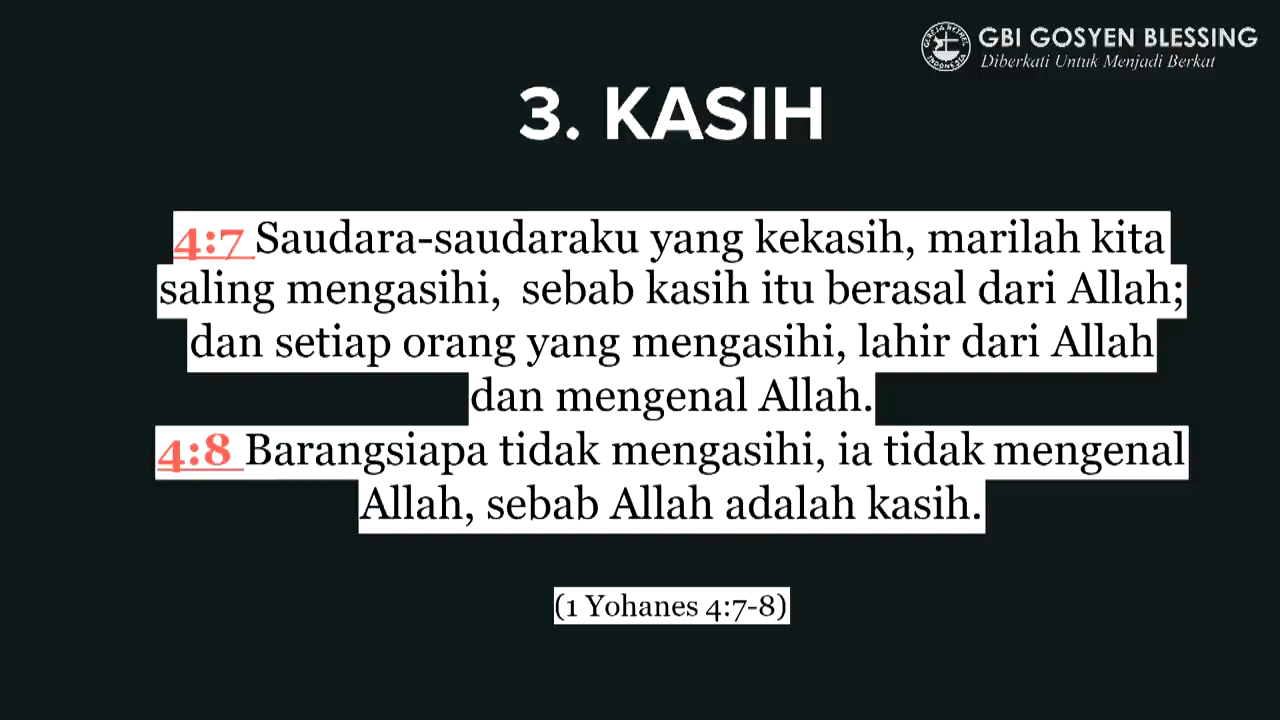 GBI GOSYEN BLESSING
Diberkati Untuk Menjadi Berkat
3. KASIH
4:7 Saudara-saudaraku yang kekasih, marilah kita
saling mengasihi, sebab kasih itu berasal dari Allah;
dan setiap orang yang mengasihi, lahir dari Allah
dan mengenal Allah.
4:8 Barangsiapa tidak mengasihi, ia tidak mengenal
Allah, sebab Allah adalah kasih.
(1 Yohanes 4:7-8)